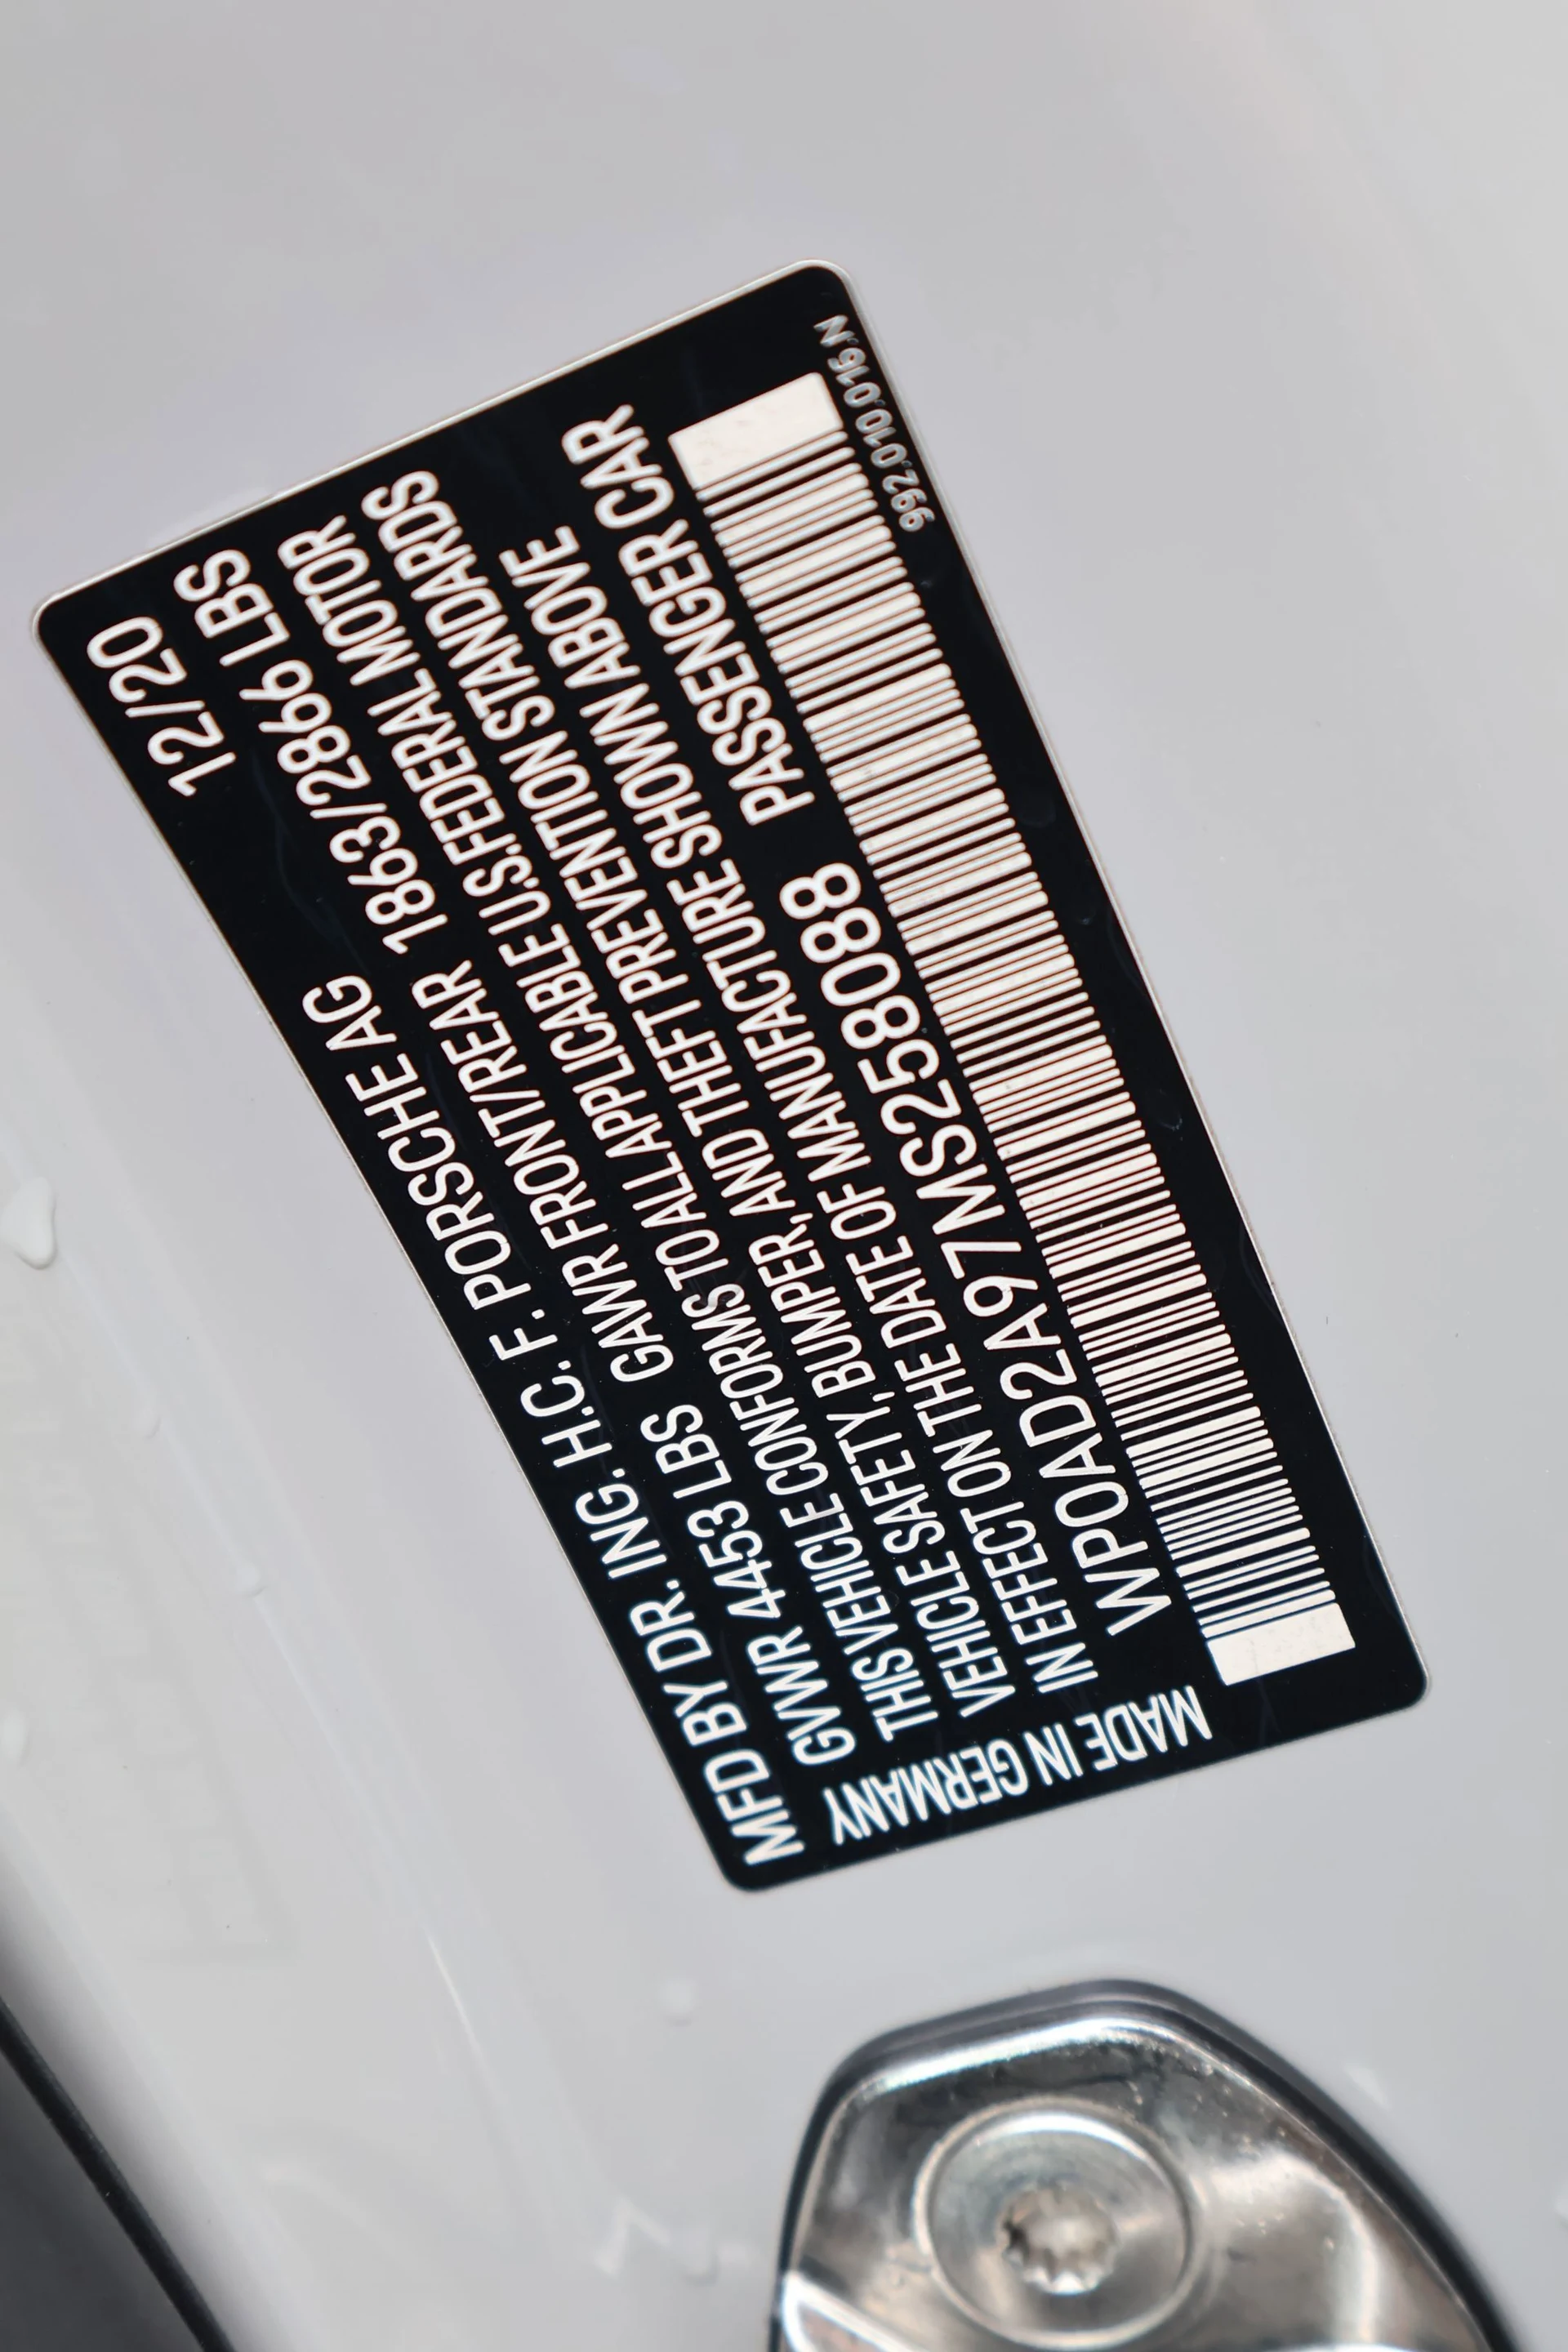 MFD BY DR. ING. H.C. F. PORSCHE AG 12/20
GVWR 4453 LBS GAWR FRONT/REAR 1863/2866 LBS
THIS VEHICLE CONFORMS TO ALL APPLICABLE U.S.FEDERAL MOTOR
VEHICLE SAFETY, BUMPER, AND THEFT PREVENTION STANDARDS
IN EFFECT ON THE DATE OF MANUFACTURE SHOWN ABOVE
WP0AD2A97MS258088 PASSENGER CAR
MADE IN GERMANY
992.010.015.N